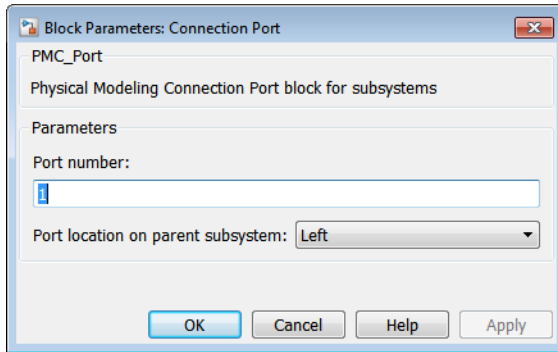 Block Parameters: Connection Port
PMC_Port
Physical Modeling Connection Port block for subsystems
Parameters
Port number:
1
Port location on parent subsystem: Left
OK Cancel Help Apply